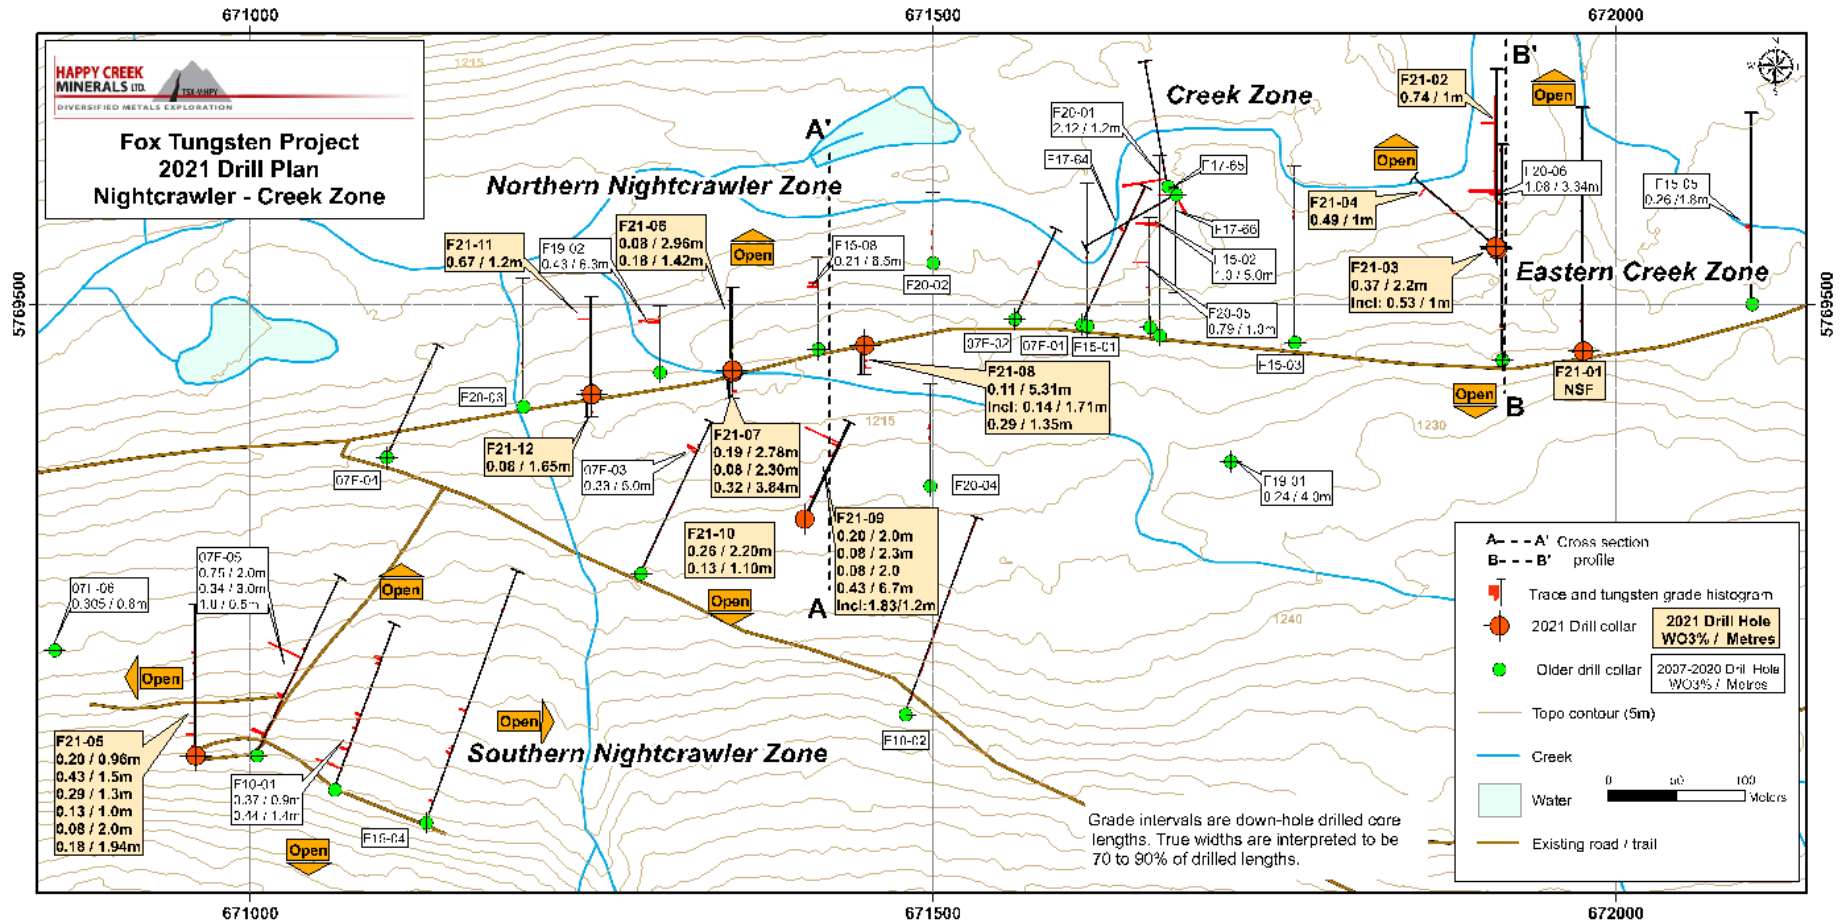 671000
671500
672000
HAPPY CREEK
MINERALS LTD.
TSX-V:HPY
DIVERSIFIED METALS EXPLORATION
Fox Tungsten Project
2021 Drill Plan
Nightcrawler - Creek Zone
1215
5769500
5769500
A'
B'
Creek Zone
Northern Nightcrawler Zone
Eastern Creek Zone
Southern Nightcrawler Zone
F21-02
0.74 / 1m
Open
F20-01
2.12 / 1.2m
F17-64
F17-65
Open
F20-06
1.08 / 3.34m
F15-05
0.26 / 1.8m
F21-04
0.49 / 1m
F17-66
F15-02
1.0 / 5.0m
F21-03
0.37 / 2.2m
Incl: 0.53 / 1m
F21-11
0.67 / 1.2m
F19-02
0.43 / 6.3m
F21-06
0.08 / 2.96m
0.18 / 1.42m
Open
F15-08
0.21 / 8.5m
F20-02
F20-05
0.79 / 1.0m
07F-02
07F-01
F15-01
F15-03
F21-01
NSF
Open
B
F20-03
F21-08
0.11 / 5.31m
Incl: 0.14 / 1.71m
0.29 / 1.35m
1215
1230
F21-12
0.08 / 1.65m
07F-04
07F-03
0.33 / 5.0m
F21-07
0.19 / 2.78m
0.08 / 2.30m
0.32 / 3.84m
F20-04
F19-01
0.24 / 4.0m
F21-10
0.26 / 2.20m
0.13 / 1.10m
F21-09
0.20 / 2.0m
0.08 / 2.3m
0.08 / 2.0
0.43 / 6.7m
Incl:1.83/1.2m
A
Open
Open
07F-05
0.75 / 2.0m
0.34 / 3.0m
1.0 / 0.5m
07F-06
0.305 / 0.8m
1240
Open
Open
F10-02
F21-05
0.20 / 0.96m
0.43 / 1.5m
0.29 / 1.3m
0.13 / 1.0m
0.08 / 2.0m
0.18 / 1.94m
F10-01
0.37 / 0.9m
0.44 / 1.4m
F15-04
Open
Grade intervals are down-hole drilled core
lengths. True widths are interpreted to be
70 to 90% of drilled lengths.
A - - - - A' Cross section
B - - - - B' profile
Trace and tungsten grade histogram
2021 Drill collar
2021 Drill Hole
WO3% / Metres
Older drill collar
2007-2020 Drill Hole
WO3% / Metres
Topo contour (5m)
Creek
Water
0 50 100
Meters
Existing road / trail
671000
671500
672000